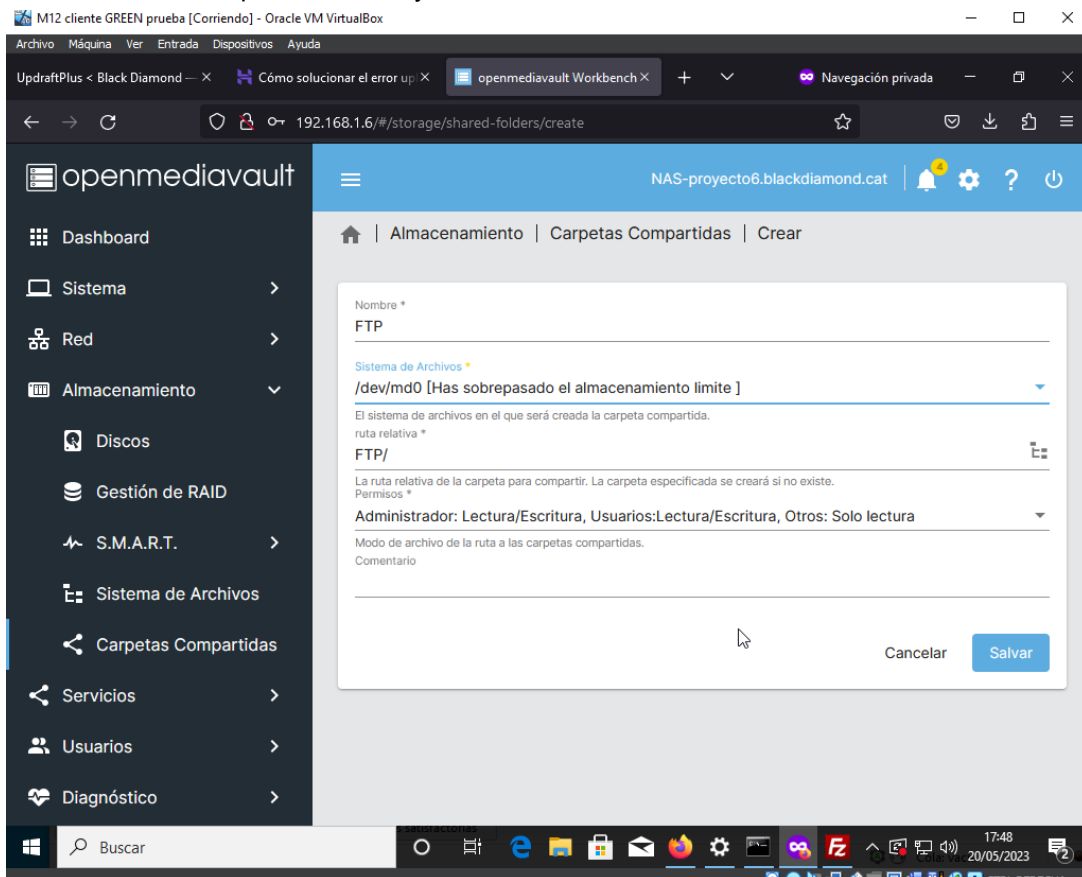 M12 cliente GREEN prueba [Corriendo] - Oracle VM VirtualBox
Archivo Máquina Ver Entrada Dispositivos Ayuda
UpdraftPlus < Black Diamond — Cómo solucionar el error upl openmediavault Workbench Navegación privada
192.168.1.6/#/storage/shared-folders/create
openmediavault
NAS-proyecto6.blackdiamond.cat 4
Dashboard
Sistema
Red
Almacenamiento
Discos
Gestión de RAID
S.M.A.R.T.
Sistema de Archivos
Carpetas Compartidas
Servicios
Usuarios
Diagnóstico
| Almacenamiento | Carpetas Compartidas | Crear
Nombre *
FTP
Sistema de Archivos *
/dev/md0 [Has sobrepasado el almacenamiento limite ]
El sistema de archivos en el que será creada la carpeta compartida.
ruta relativa *
FTP/
La ruta relativa de la carpeta para compartir. La carpeta especificada se creará si no existe.
Permisos *
Administrador: Lectura/Escritura, Usuarios:Lectura/Escritura, Otros: Solo lectura
Modo de archivo de la ruta a las carpetas compartidas.
Comentario
Cancelar Salvar
Buscar
17:48
20/05/2023
2